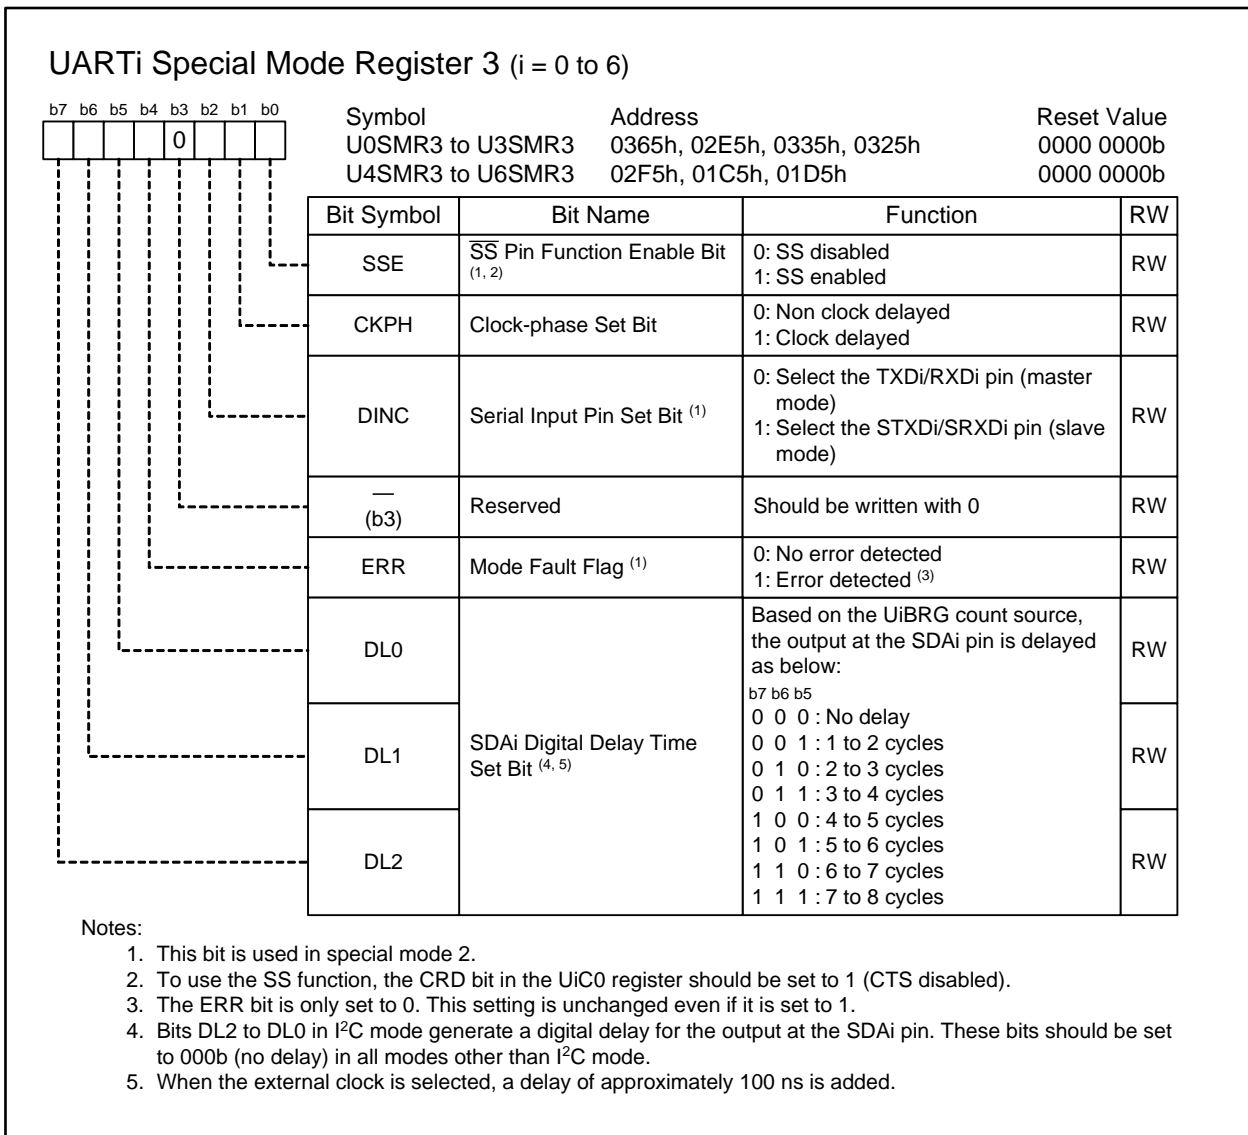 UARTi Special Mode Register 3 (i = 0 to 6)
b7 b6 b5 b4 b3 b2 b1 b0
0
Symbol Address Reset Value
U0SMR3 to U3SMR3 0365h, 02E5h, 0335h, 0325h 0000 0000b
U4SMR3 to U6SMR3 02F5h, 01C5h, 01D5h 0000 0000b
Bit Symbol Bit Name Function RW
SSE S̅S̅ Pin Function Enable Bit (1, 2) 0: SS disabled RW
1: SS enabled
CKPH Clock-phase Set Bit 0: Non clock delayed RW
1: Clock delayed
DINC Serial Input Pin Set Bit (1) 0: Select the TXDi/RXDi pin (master
mode)
1: Select the STXDi/SRXDi pin (slave
mode) RW
— (b3) Reserved Should be written with 0 RW
ERR Mode Fault Flag (1) 0: No error detected RW
1: Error detected (3)
DL0 Based on the UiBRG count source,
the output at the SDAi pin is delayed RW
as below:
b7 b6 b5
0 0 0 : No delay
DL1 SDAi Digital Delay Time 0 0 1 : 1 to 2 cycles RW
Set Bit (4, 5) 0 1 0 : 2 to 3 cycles
0 1 1 : 3 to 4 cycles
1 0 0 : 4 to 5 cycles
DL2 1 0 1 : 5 to 6 cycles RW
1 1 0 : 6 to 7 cycles
1 1 1 : 7 to 8 cycles
Notes:
1. This bit is used in special mode 2.
2. To use the SS function, the CRD bit in the UiC0 register should be set to 1 (CTS disabled).
3. The ERR bit is only set to 0. This setting is unchanged even if it is set to 1.
4. Bits DL2 to DL0 in I²C mode generate a digital delay for the output at the SDAi pin. These bits should be set
to 000b (no delay) in all modes other than I²C mode.
5. When the external clock is selected, a delay of approximately 100 ns is added.